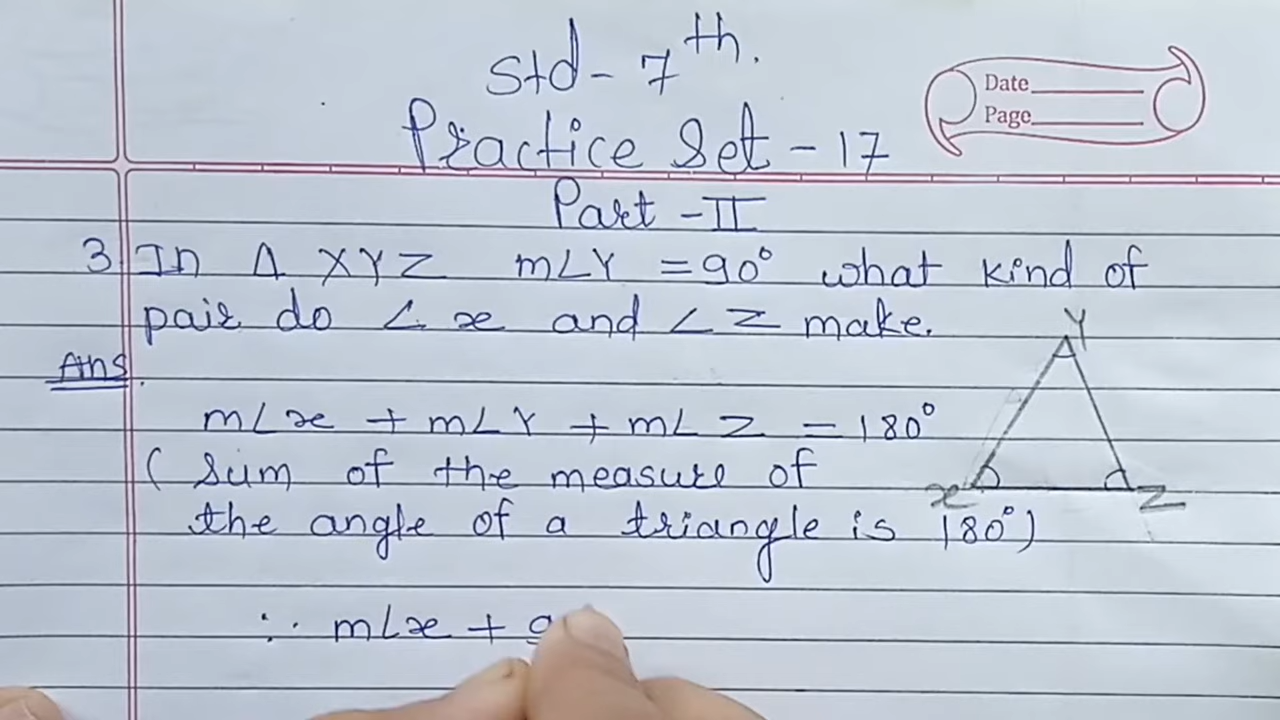 Std - 7th.
Date
Page
Practice Set - 17
Part - II
3 In Δ XYZ m∠Y = 90° what kind of
pair do ∠ x and ∠ Z make.
Y
Ans.
m∠x + m∠Y + m∠Z = 180°
( Sum of the measure of
x Z
the angle of a triangle is 180°)
∴ m∠x + 9